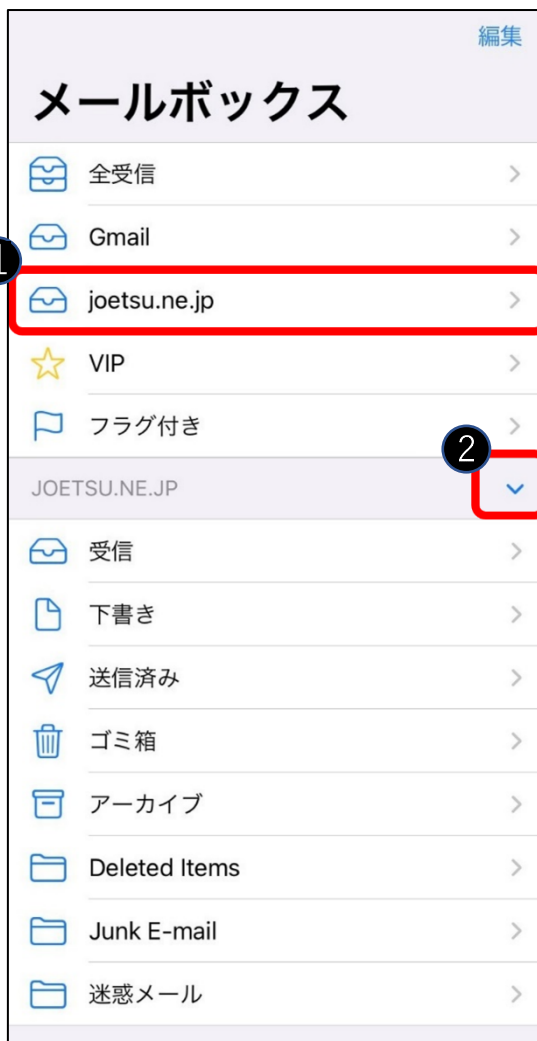 編集
メールボックス
全受信
Gmail
1
joetsu.ne.jp
VIP
フラグ付き
2
JOETSU.NE.JP
受信
下書き
送信済み
ゴミ箱
アーカイブ
Deleted Items
Junk E-mail
迷惑メール